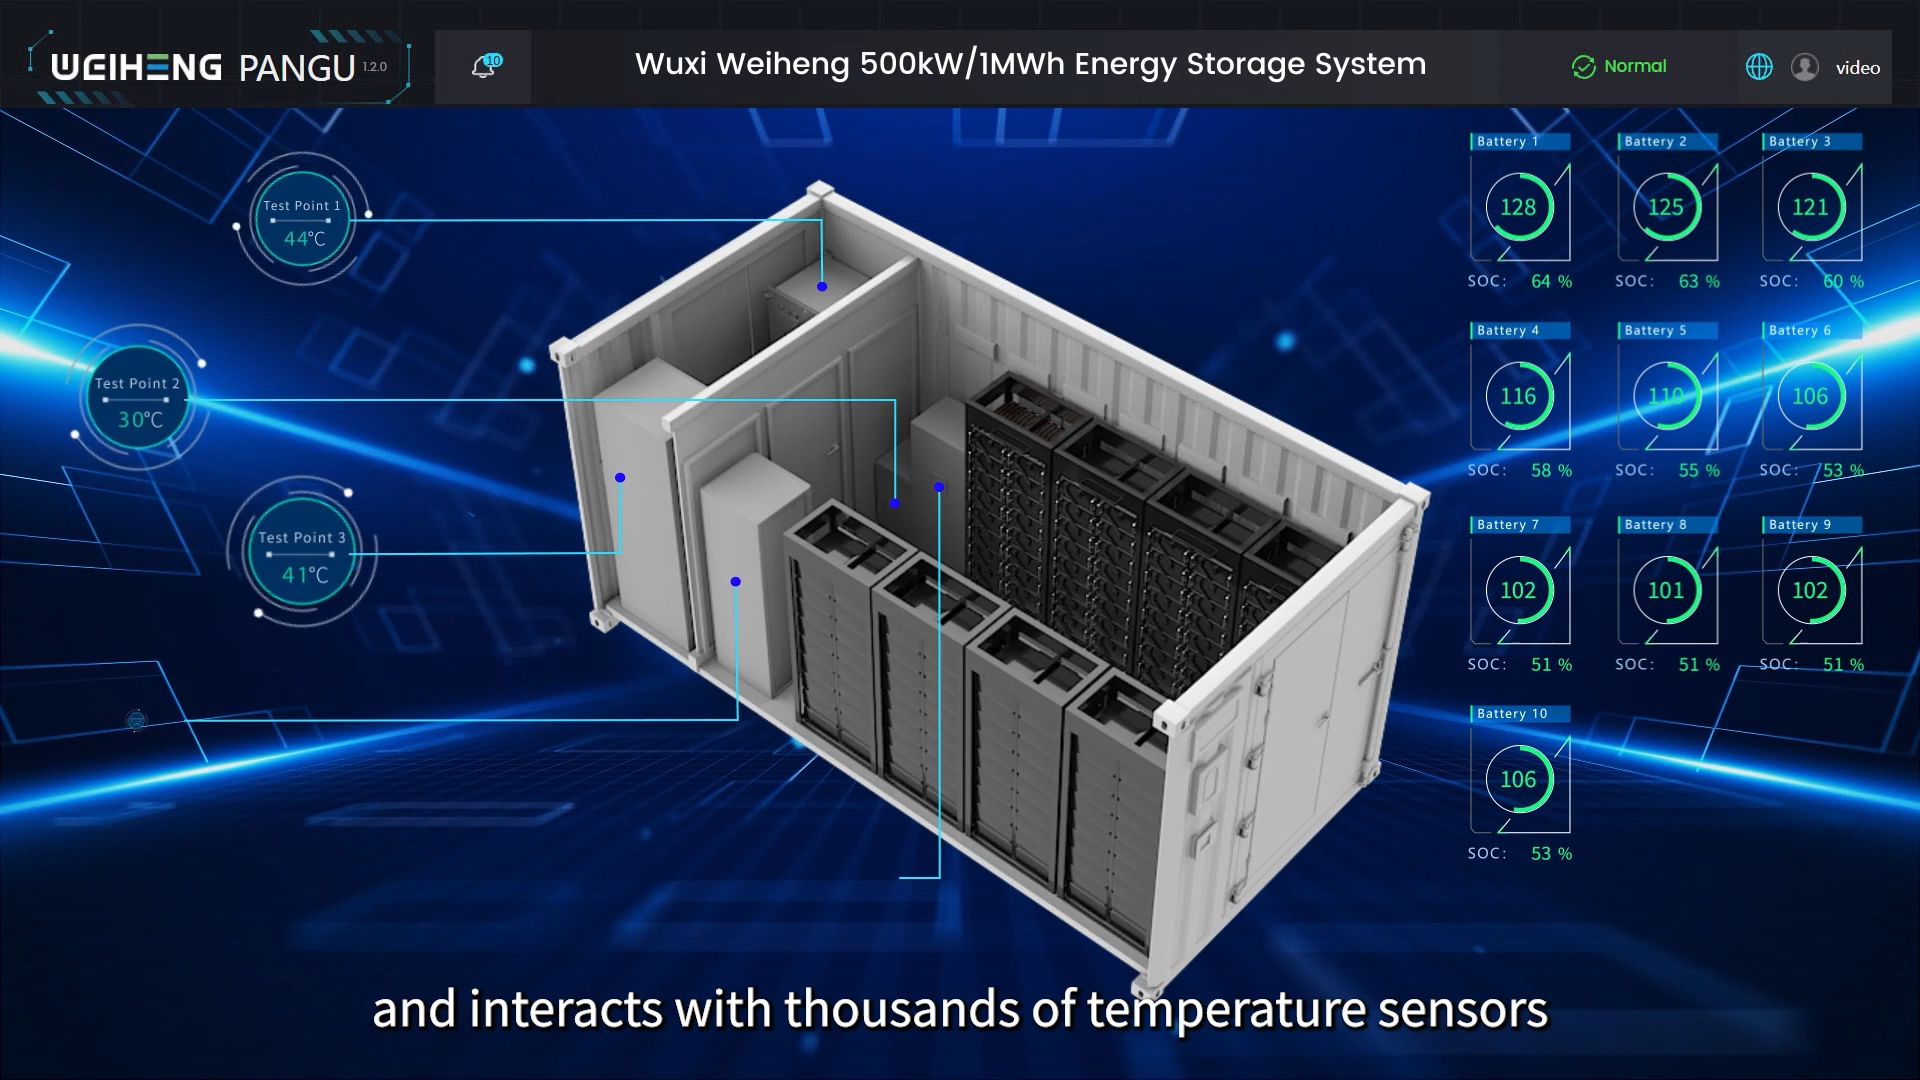 WEIHENG PANGU 1.2.0
10
Wuxi Weiheng 500kW/1MWh Energy Storage System
Normal
video
Test Point 1
44°C
Test Point 2
30°C
Test Point 3
41°C
Battery 1
128
SOC: 64 %
Battery 2
125
SOC: 63 %
Battery 3
121
SOC: 60 %
Battery 4
116
SOC: 58 %
Battery 5
110
SOC: 55 %
Battery 6
106
SOC: 53 %
Battery 7
102
SOC: 51 %
Battery 8
101
SOC: 51 %
Battery 9
102
SOC: 51 %
Battery 10
106
SOC: 53 %
and interacts with thousands of temperature sensors